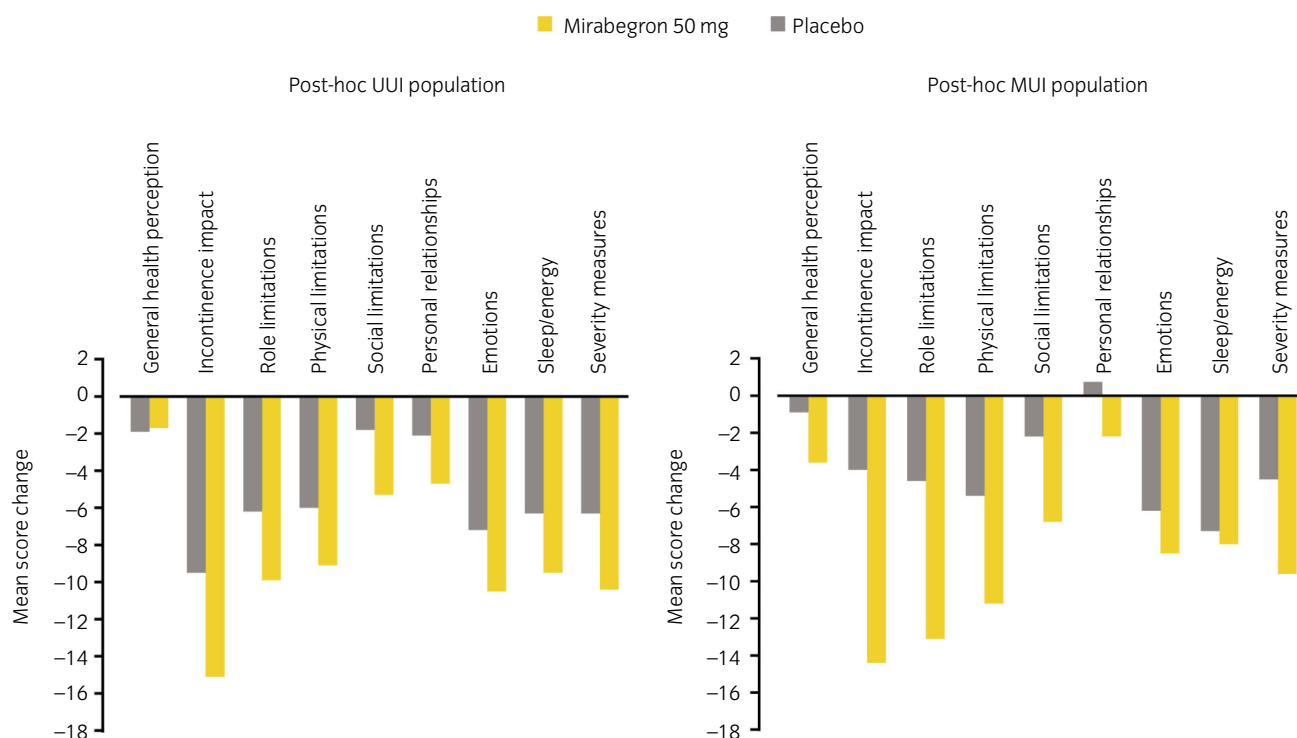 Mirabegron 50 mg
Placebo
Post-hoc UUI population
General health perception
Incontinence impact
Role limitations
Physical limitations
Social limitations
Personal relationships
Emotions
Sleep/energy
Severity measures
Mean score change
2
0
–2
–4
–6
–8
–10
–12
–14
–16
–18
Post-hoc MUI population
General health perception
Incontinence impact
Role limitations
Physical limitations
Social limitations
Personal relationships
Emotions
Sleep/energy
Severity measures
Mean score change
2
0
–2
–4
–6
–8
–10
–12
–14
–16
–18